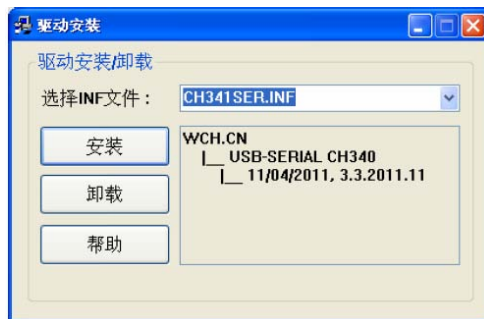 驱动安装
驱动安装/卸载
选择INF文件：
CH341SER.INF
安装
卸载
帮助
WCH.CN
|__ USB-SERIAL CH340
|__ 11/04/2011, 3.3.2011.11